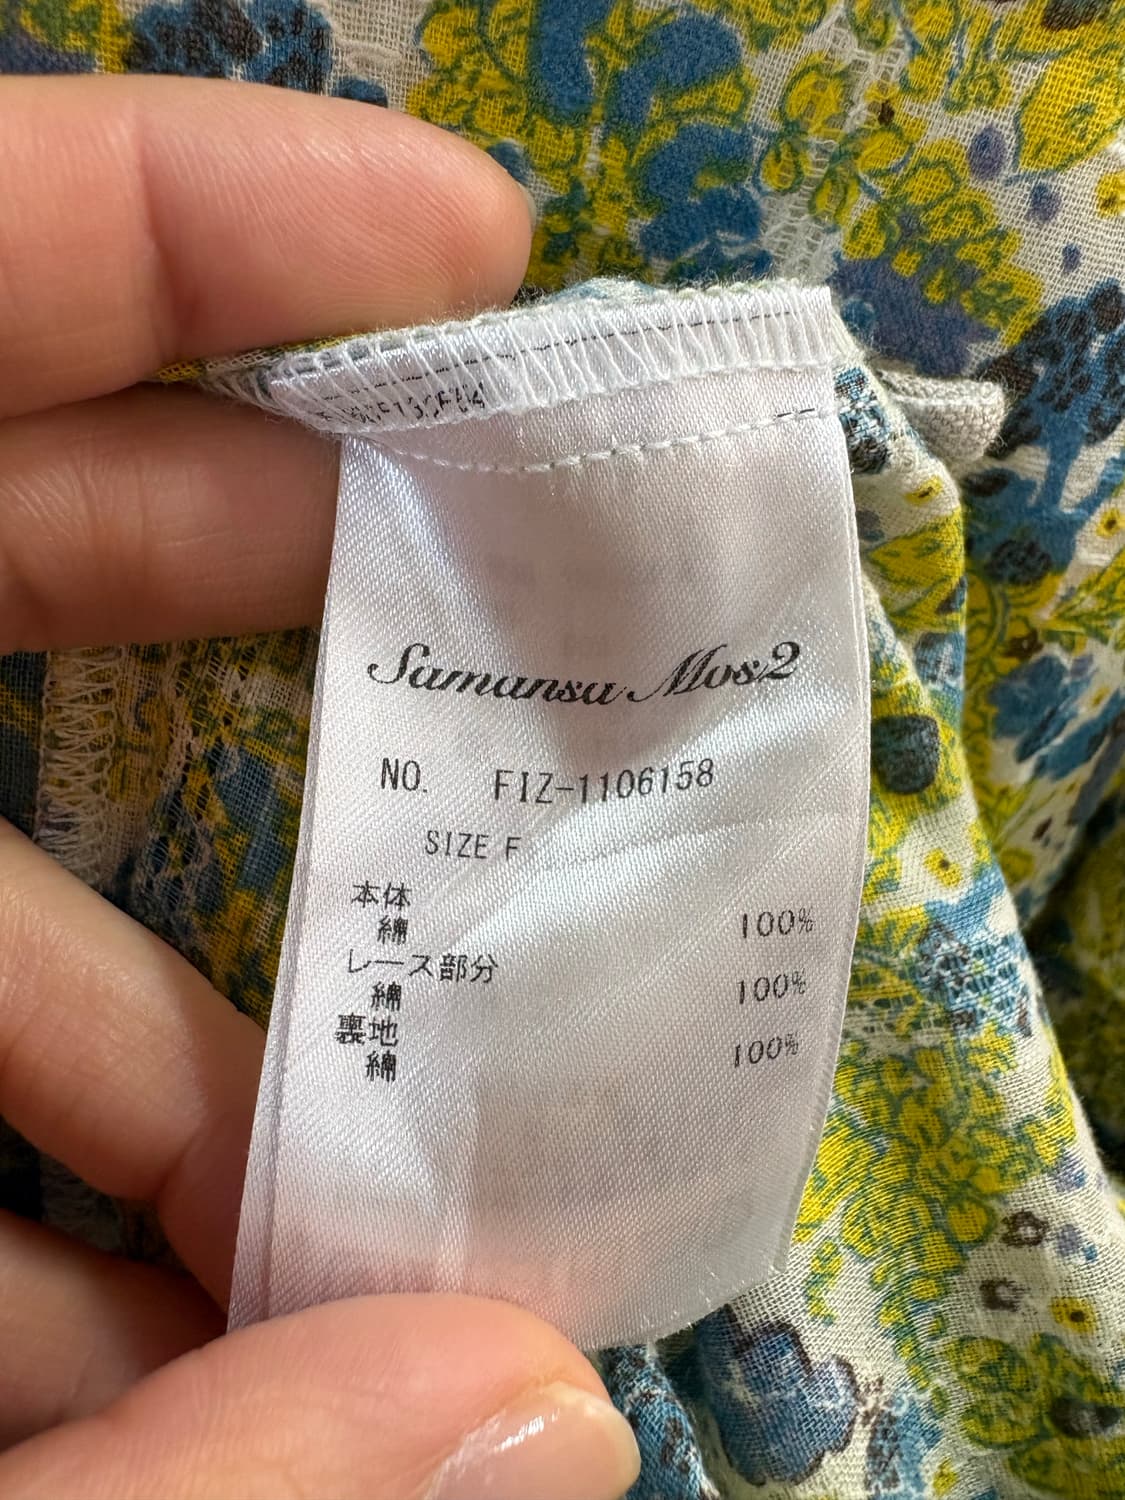 Samansa Mos2
NO. FIZ-1106158
SIZE F
本体
綿 100%
レース部分
綿 100%
裏地
綿 100%